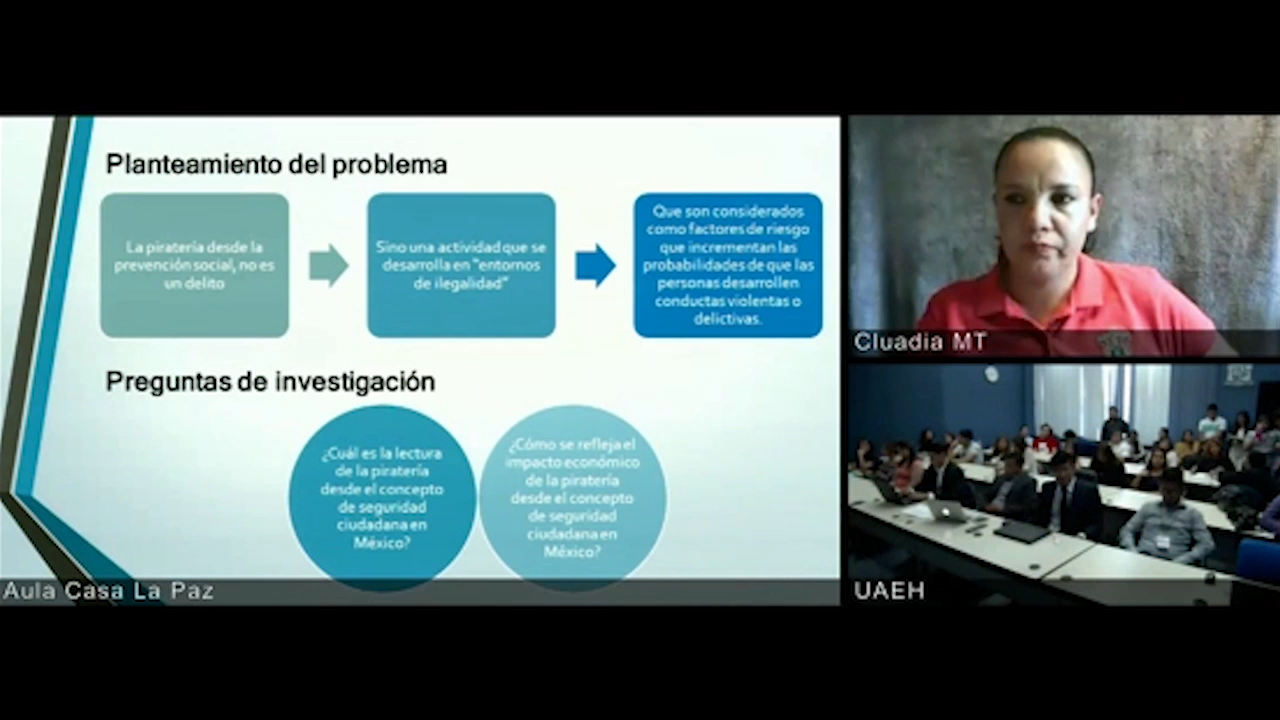 Planteamiento del problema
La piratería desde la
prevención social, no es
un delito
Sino una actividad que se
desarrolla en "entornos
de ilegalidad"
Que son considerados
como factores de riesgo
que incrementan las
probabilidades de que las
personas desarrollen
conductas violentas o
delictivas.
Preguntas de investigación
¿Cuál es la lectura
de la piratería
desde el concepto
de seguridad
ciudadana en
México?
¿Cómo se refleja el
impacto económico
de la piratería
desde el concepto
de seguridad
ciudadana en
México?
Aula Casa La Paz
Cluadia MT
UAEH